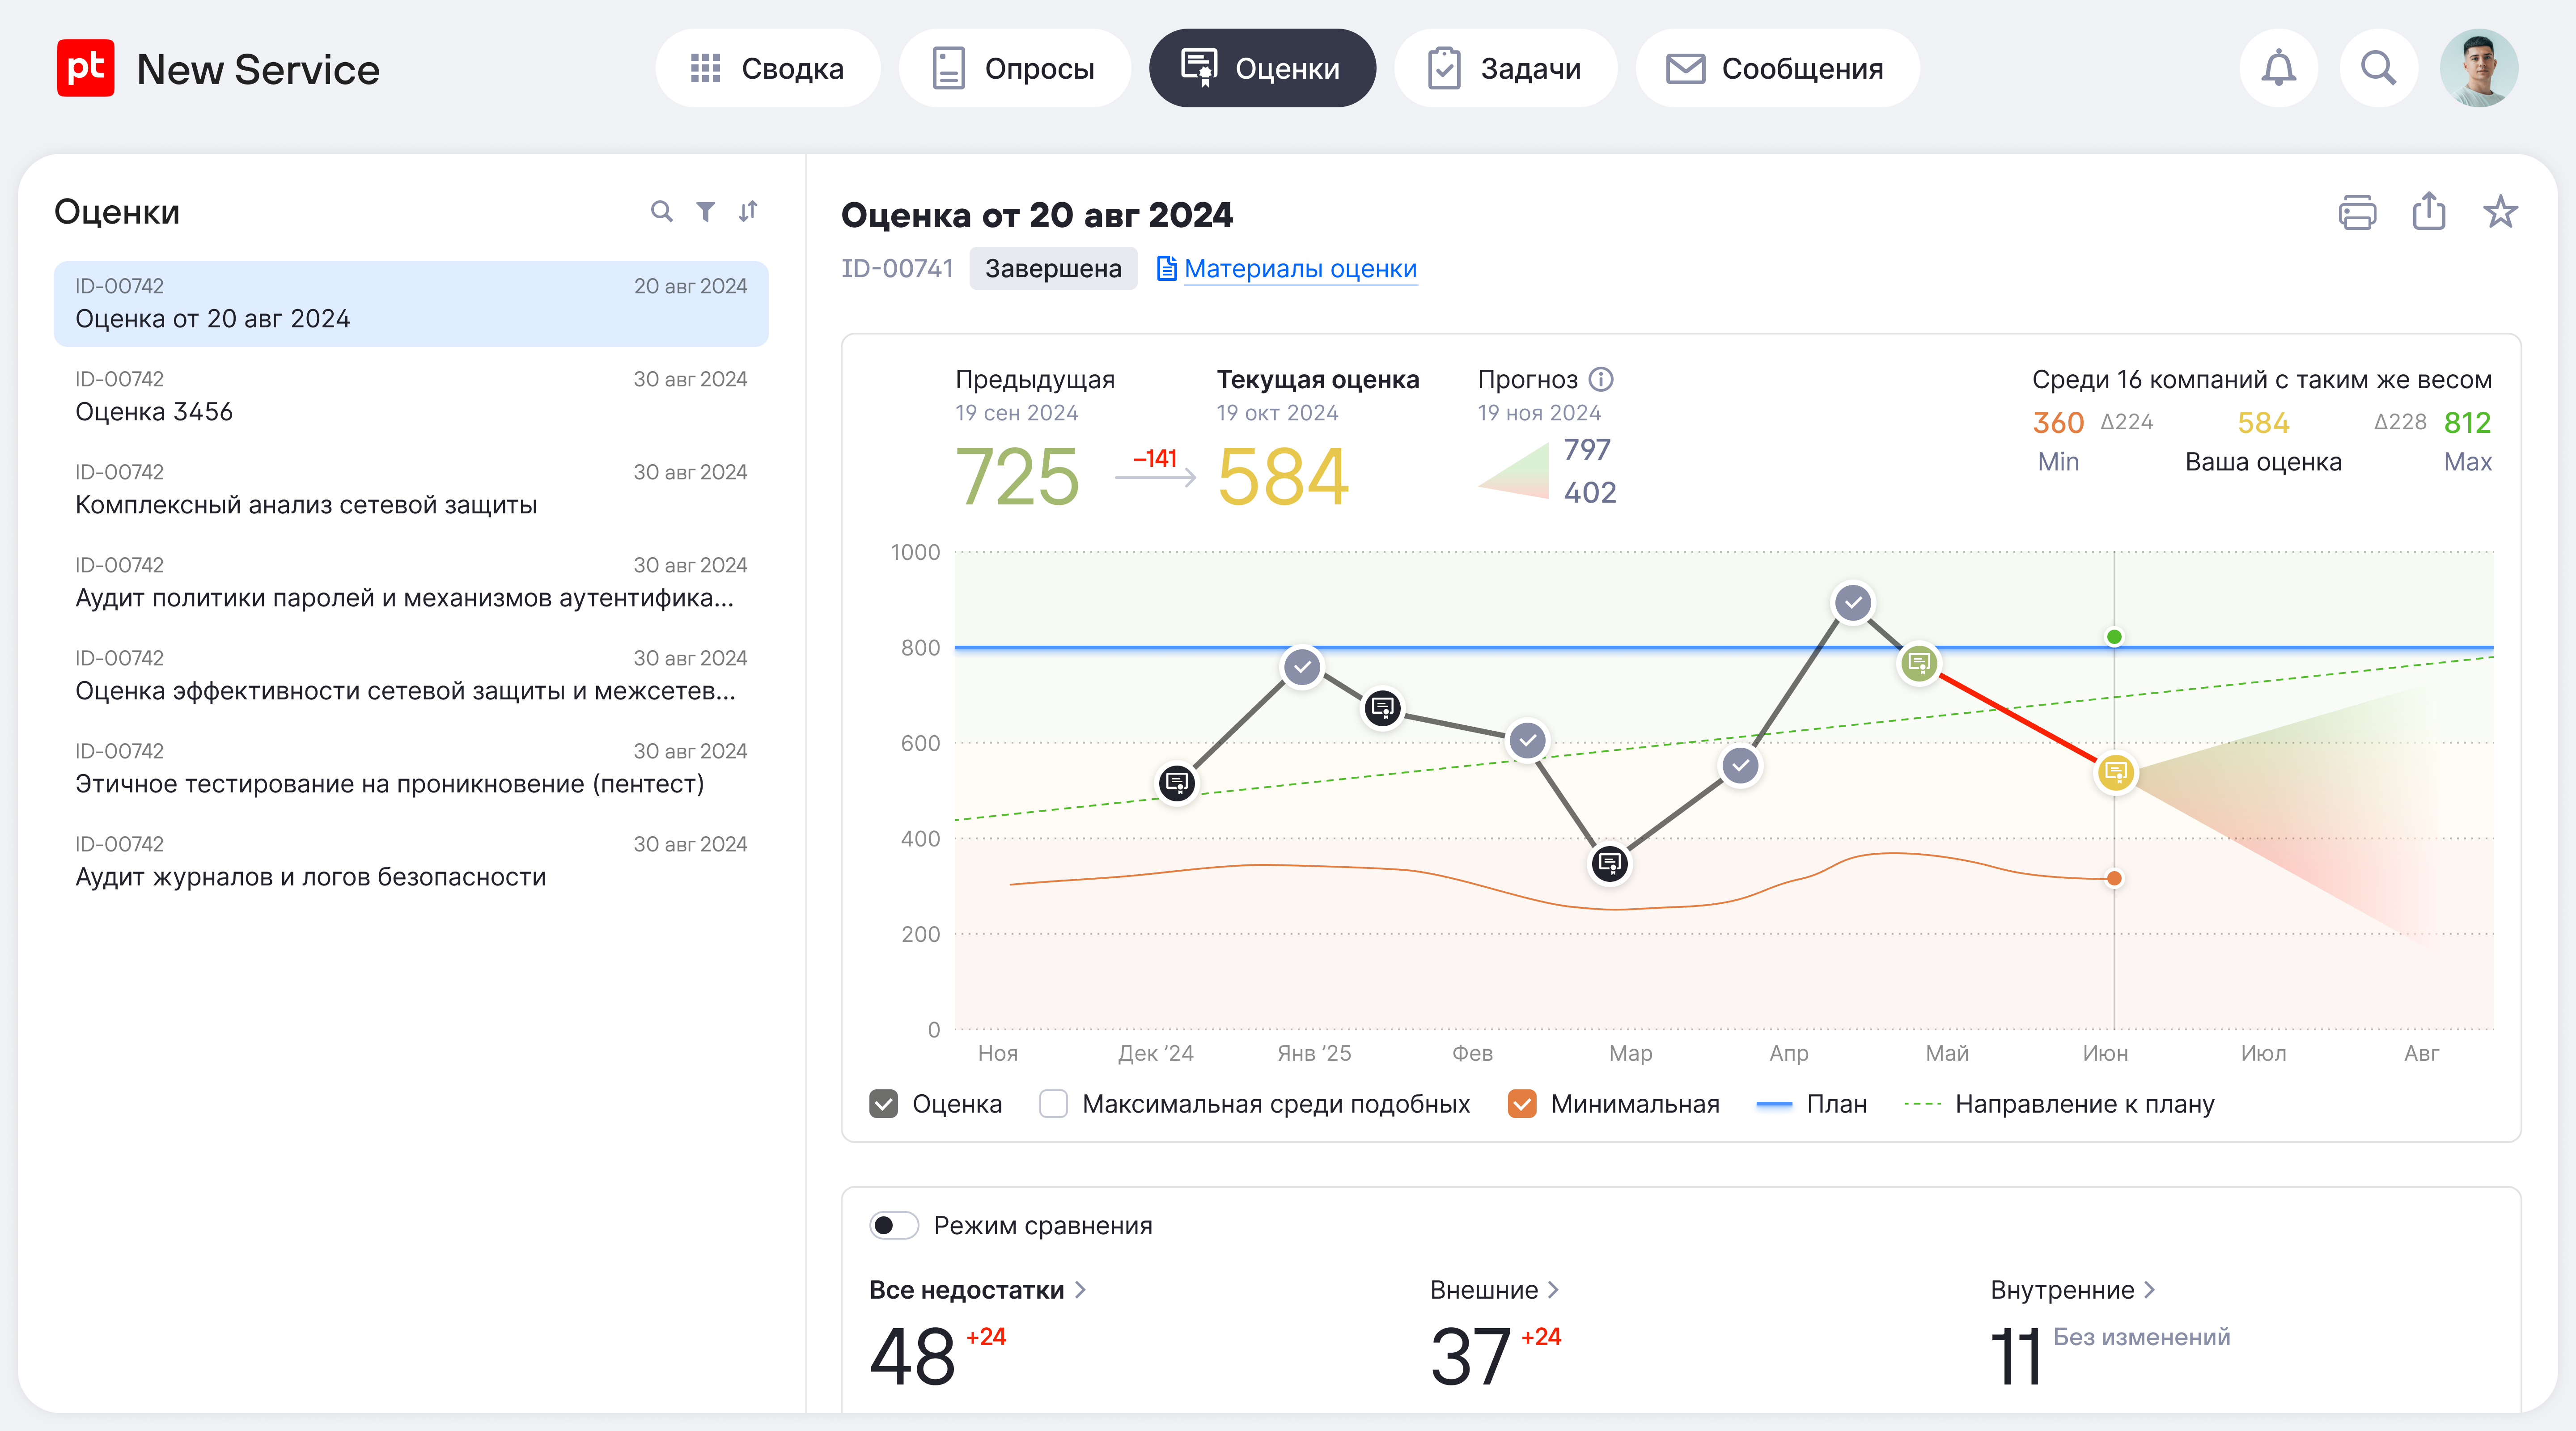 pt New Service
Сводка
Опросы
Оценки
Задачи
Сообщения
Оценки
ID-00742 20 авг 2024
Оценка от 20 авг 2024
ID-00742 30 авг 2024
Оценка 3456
ID-00742 30 авг 2024
Комплексный анализ сетевой защиты
ID-00742 30 авг 2024
Аудит политики паролей и механизмов аутентифика...
ID-00742 30 авг 2024
Оценка эффективности сетевой защиты и межсетев...
ID-00742 30 авг 2024
Этичное тестирование на проникновение (пентест)
ID-00742 30 авг 2024
Аудит журналов и логов безопасности
Оценка от 20 авг 2024
ID-00741 Завершена Материалы оценки
Предыдущая
19 сен 2024
725
–141
Текущая оценка
19 окт 2024
584
Прогноз
19 ноя 2024
797
402
Среди 16 компаний с таким же весом
360 Δ224 584 Δ228 812
Min Ваша оценка Max
1000
800
600
400
200
0
Ноя Дек ’24 Янв ’25 Фев Мар Апр Май Июн Июл Авг
Оценка Максимальная среди подобных Минимальная План Направление к плану
Режим сравнения
Все недостатки
48 +24
Внешние
37 +24
Внутренние
11 Без изменений